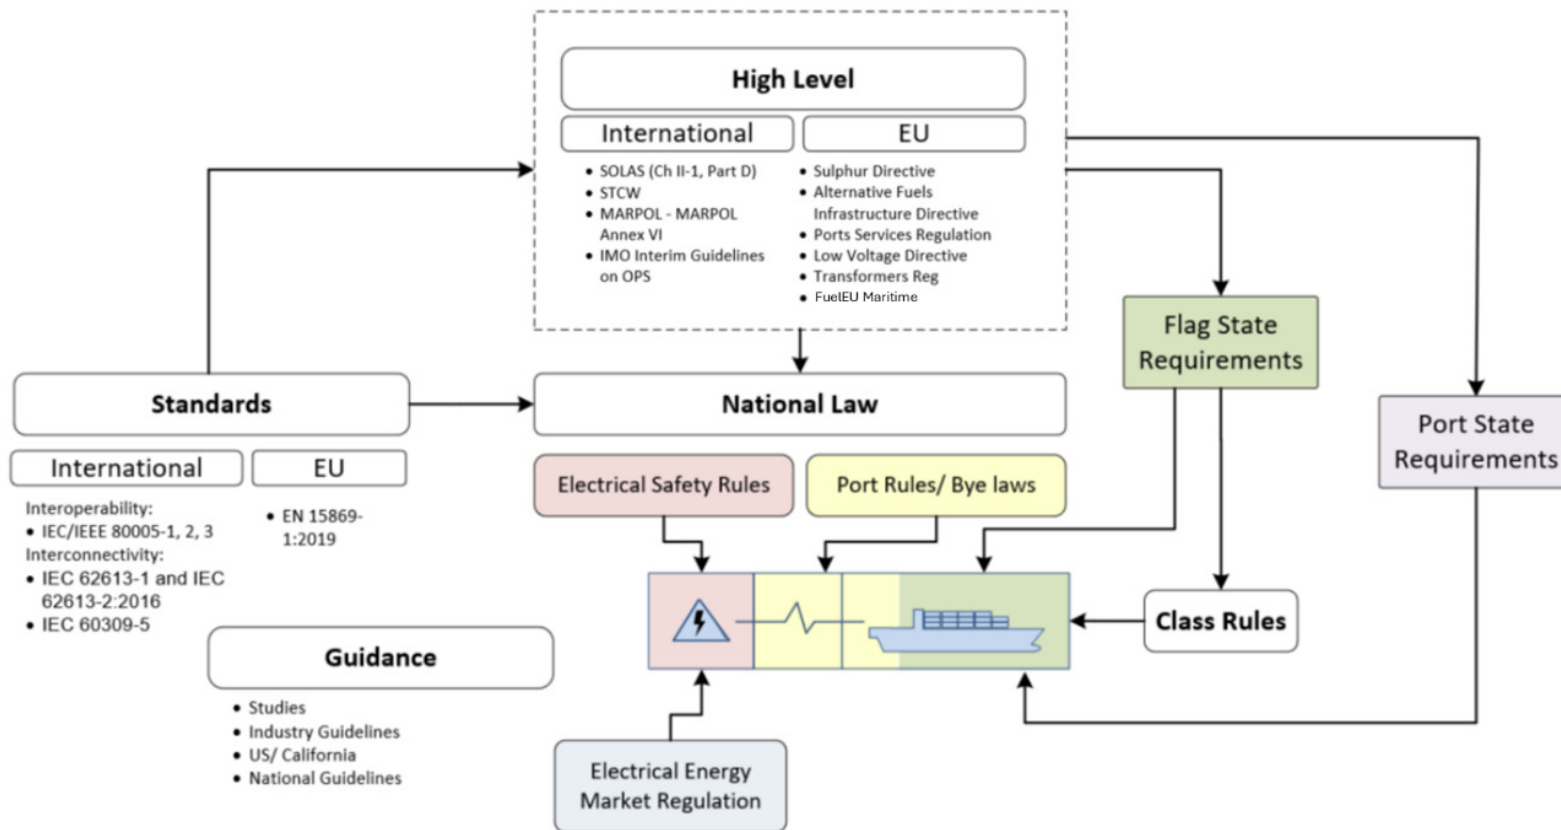 High Level
International
EU
• SOLAS (Ch II-1, Part D)
• STCW
• MARPOL - MARPOL
Annex VI
• IMO Interim Guidelines
on OPS
• Sulphur Directive
• Alternative Fuels
Infrastructure Directive
• Ports Services Regulation
• Low Voltage Directive
• Transformers Reg
• FuelEU Maritime
Flag State
Requirements
Port State
Requirements
Standards
National Law
International
EU
Interoperability:
• IEC/IEEE 80005-1, 2, 3
Interconnectivity:
• IEC 62613-1 and IEC
62613-2:2016
• IEC 60309-5
• EN 15869-
1:2019
Electrical Safety Rules
Port Rules/ Bye laws
Class Rules
Guidance
• Studies
• Industry Guidelines
• US/ California
• National Guidelines
Electrical Energy
Market Regulation